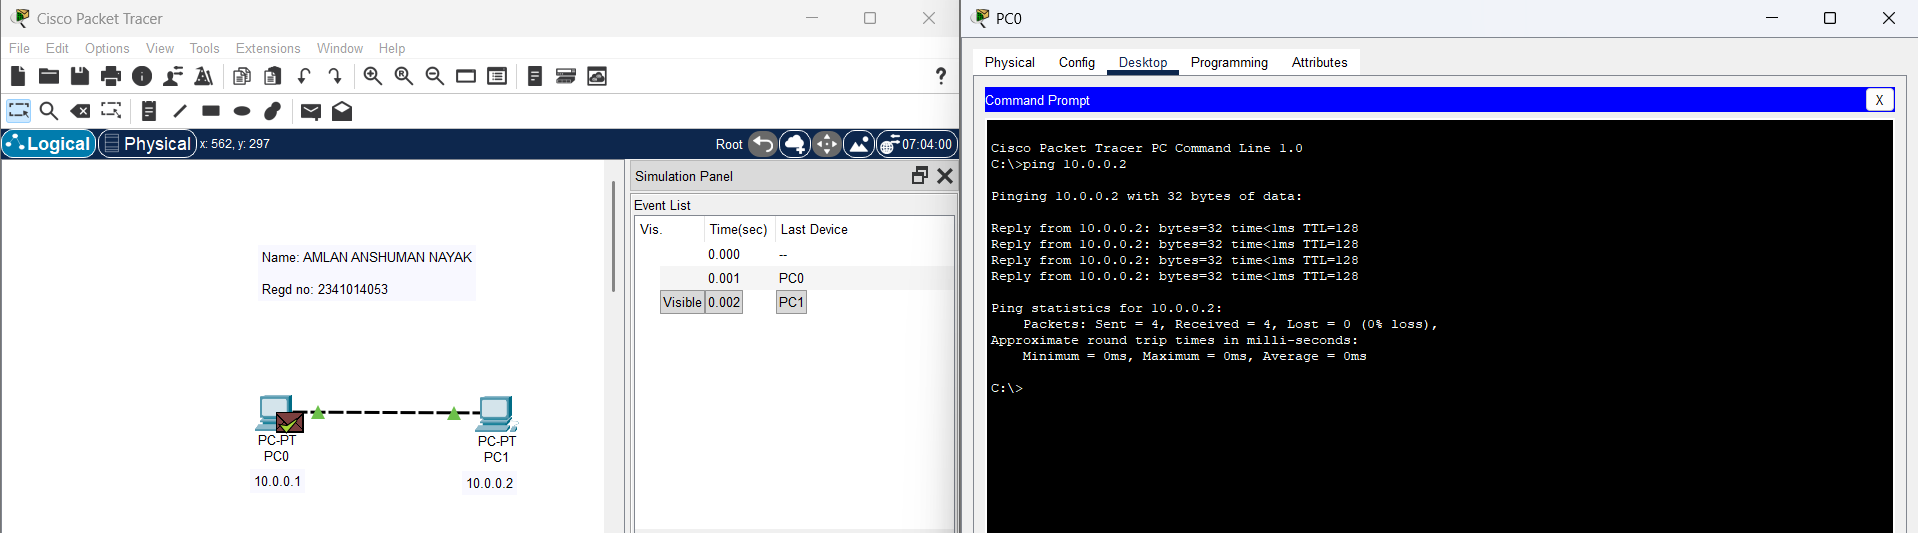 Cisco Packet Tracer
File Edit Options View Tools Extensions Window Help
?
Logical Physical x: 562, y: 297 Root 07:04:00
Simulation Panel
Event List
Vis. Time(sec) Last Device
0.000 --
0.001 PC0
Visible 0.002 PC1
Name: AMLAN ANSHUMAN NAYAK
Regd no: 2341014053
PC-PT
PC0
10.0.0.1
PC-PT
PC1
10.0.0.2
PC0
Physical Config Desktop Programming Attributes
Command Prompt X
Cisco Packet Tracer PC Command Line 1.0
C:\>ping 10.0.0.2
Pinging 10.0.0.2 with 32 bytes of data:
Reply from 10.0.0.2: bytes=32 time<1ms TTL=128
Reply from 10.0.0.2: bytes=32 time<1ms TTL=128
Reply from 10.0.0.2: bytes=32 time<1ms TTL=128
Reply from 10.0.0.2: bytes=32 time<1ms TTL=128
Ping statistics for 10.0.0.2:
Packets: Sent = 4, Received = 4, Lost = 0 (0% loss),
Approximate round trip times in milli-seconds:
Minimum = 0ms, Maximum = 0ms, Average = 0ms
C:\>